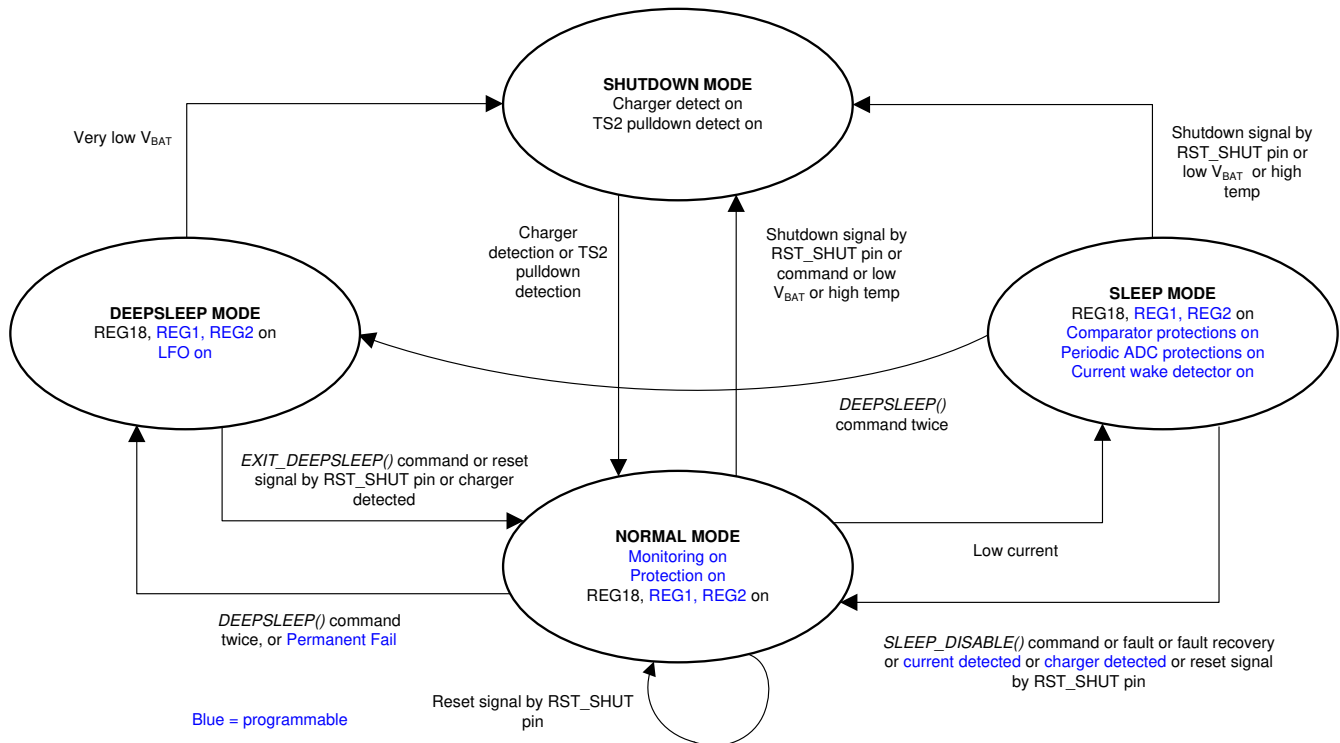 SHUTDOWN MODE
Charger detect on
TS2 pulldown detect on
Very low VBAT
Shutdown signal by
RST_SHUT pin or
low VBAT or high
temp
Charger
detection or TS2
pulldown
detection
Shutdown signal by
RST_SHUT pin or
command or low
VBAT or high temp
DEEPSLEEP MODE
REG18, REG1, REG2 on
LFO on
SLEEP MODE
REG18, REG1, REG2 on
Comparator protections on
Periodic ADC protections on
Current wake detector on
DEEPSLEEP()
command twice
EXIT_DEEPSLEEP() command or reset
signal by RST_SHUT pin or charger
detected
NORMAL MODE
Monitoring on
Protection on
REG18, REG1, REG2 on
Low current
DEEPSLEEP() command
twice, or Permanent Fail
SLEEP_DISABLE() command or fault or fault recovery
or current detected or charger detected or reset signal
by RST_SHUT pin
Reset signal by RST_SHUT
pin
Blue = programmable